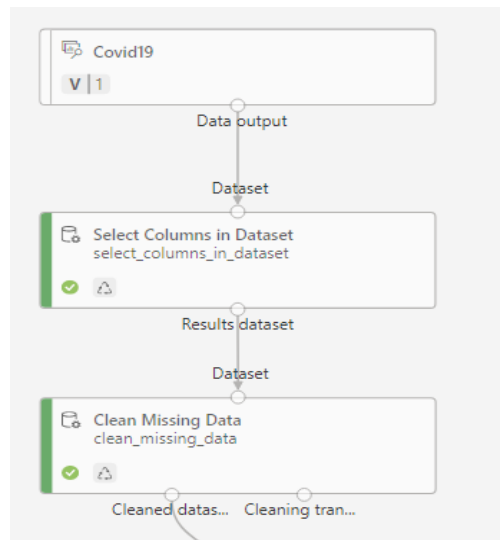 Covid19
V | 1
Data output
Dataset
Select Columns in Dataset
select_columns_in_dataset
Results dataset
Dataset
Clean Missing Data
clean_missing_data
Cleaned datas... Cleaning tran...